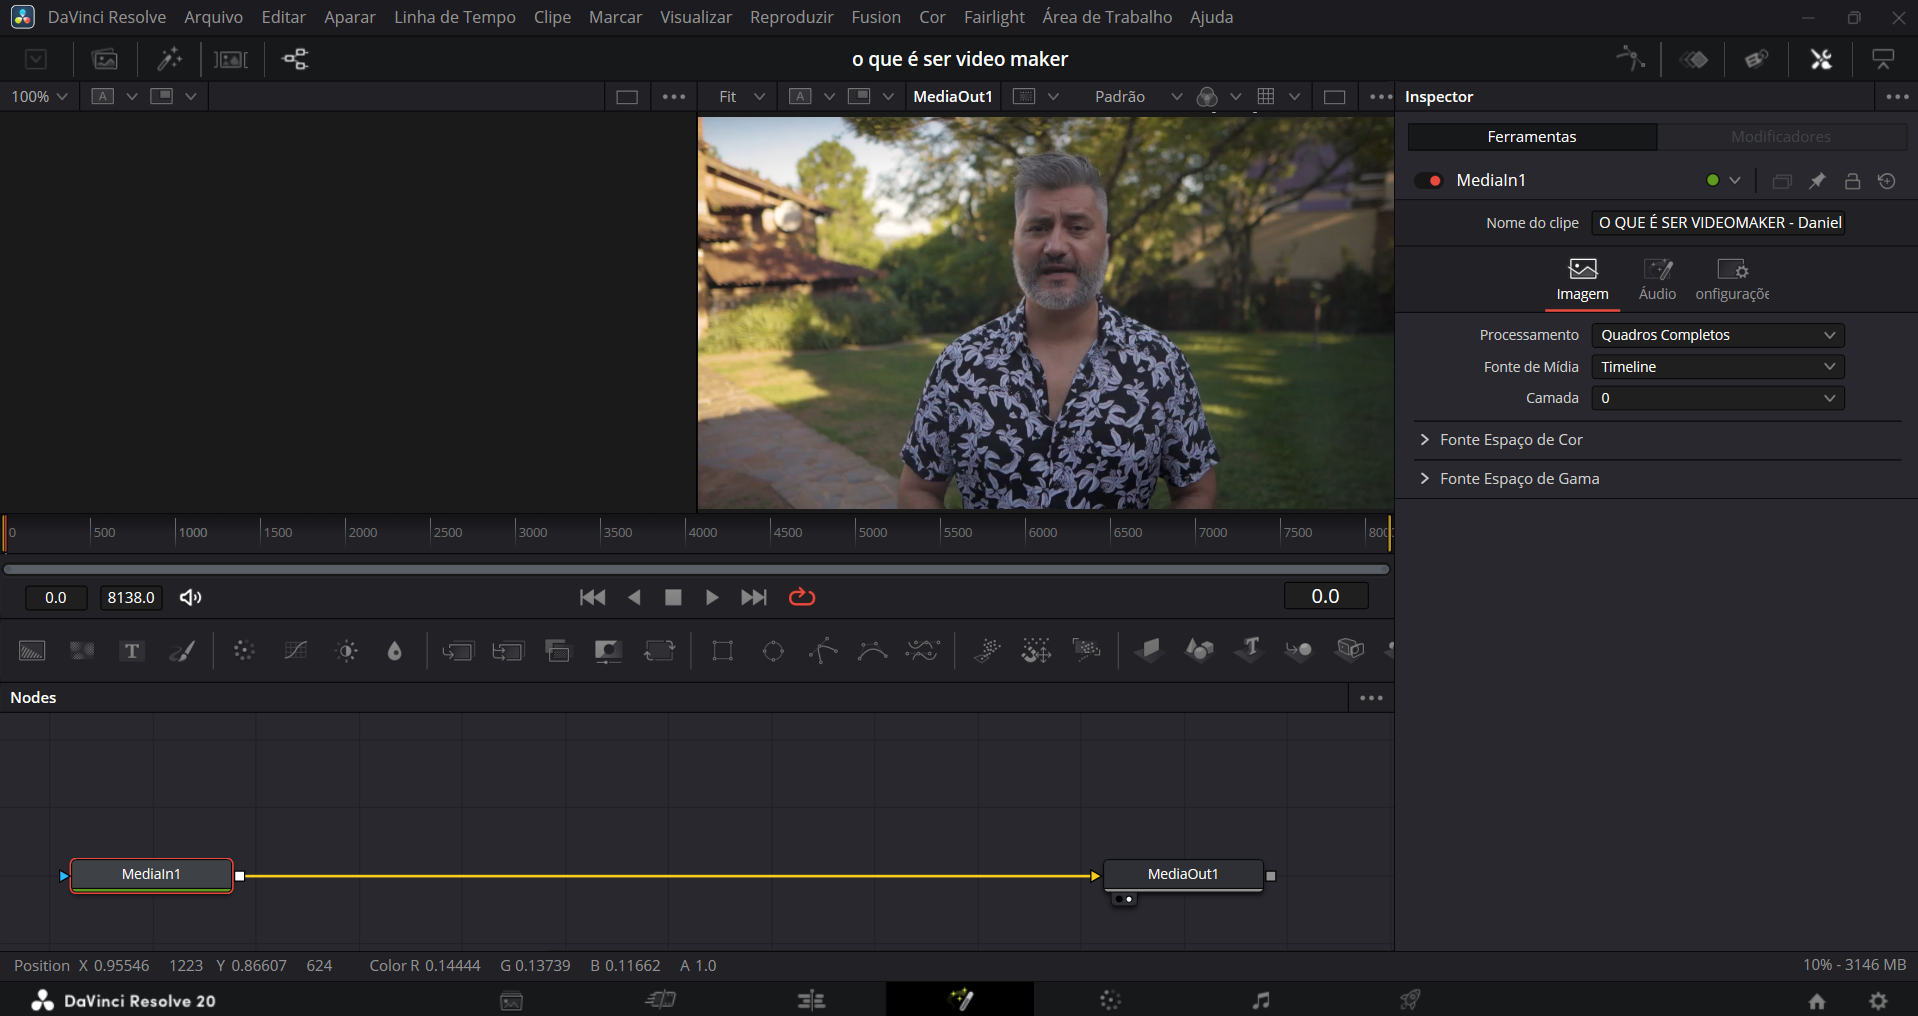 DaVinci Resolve Arquivo Editar Aparar Linha de Tempo Clipe Marcar Visualizar Reproduzir Fusion Cor Fairlight Área de Trabalho Ajuda
o que é ser video maker
100% A Fit A MediaOut1 Padrão Inspector
Ferramentas Modificadores
MediaIn1
Nome do clipe O QUE É SER VIDEOMAKER - Daniel
Imagem Áudio onfiguraçõe
Processamento Quadros Completos
Fonte de Mídia Timeline
Camada 0
Fonte Espaço de Cor
Fonte Espaço de Gama
0 500 1000 1500 2000 2500 3000 3500 4000 4500 5000 5500 6000 6500 7000 7500 800
0.0 8138.0 0.0
T T
Nodes
MediaIn1 MediaOut1
Position X 0.95546 1223 Y 0.86607 624 Color R 0.14444 G 0.13739 B 0.11662 A 1.0 10% - 3146 MB
DaVinci Resolve 20